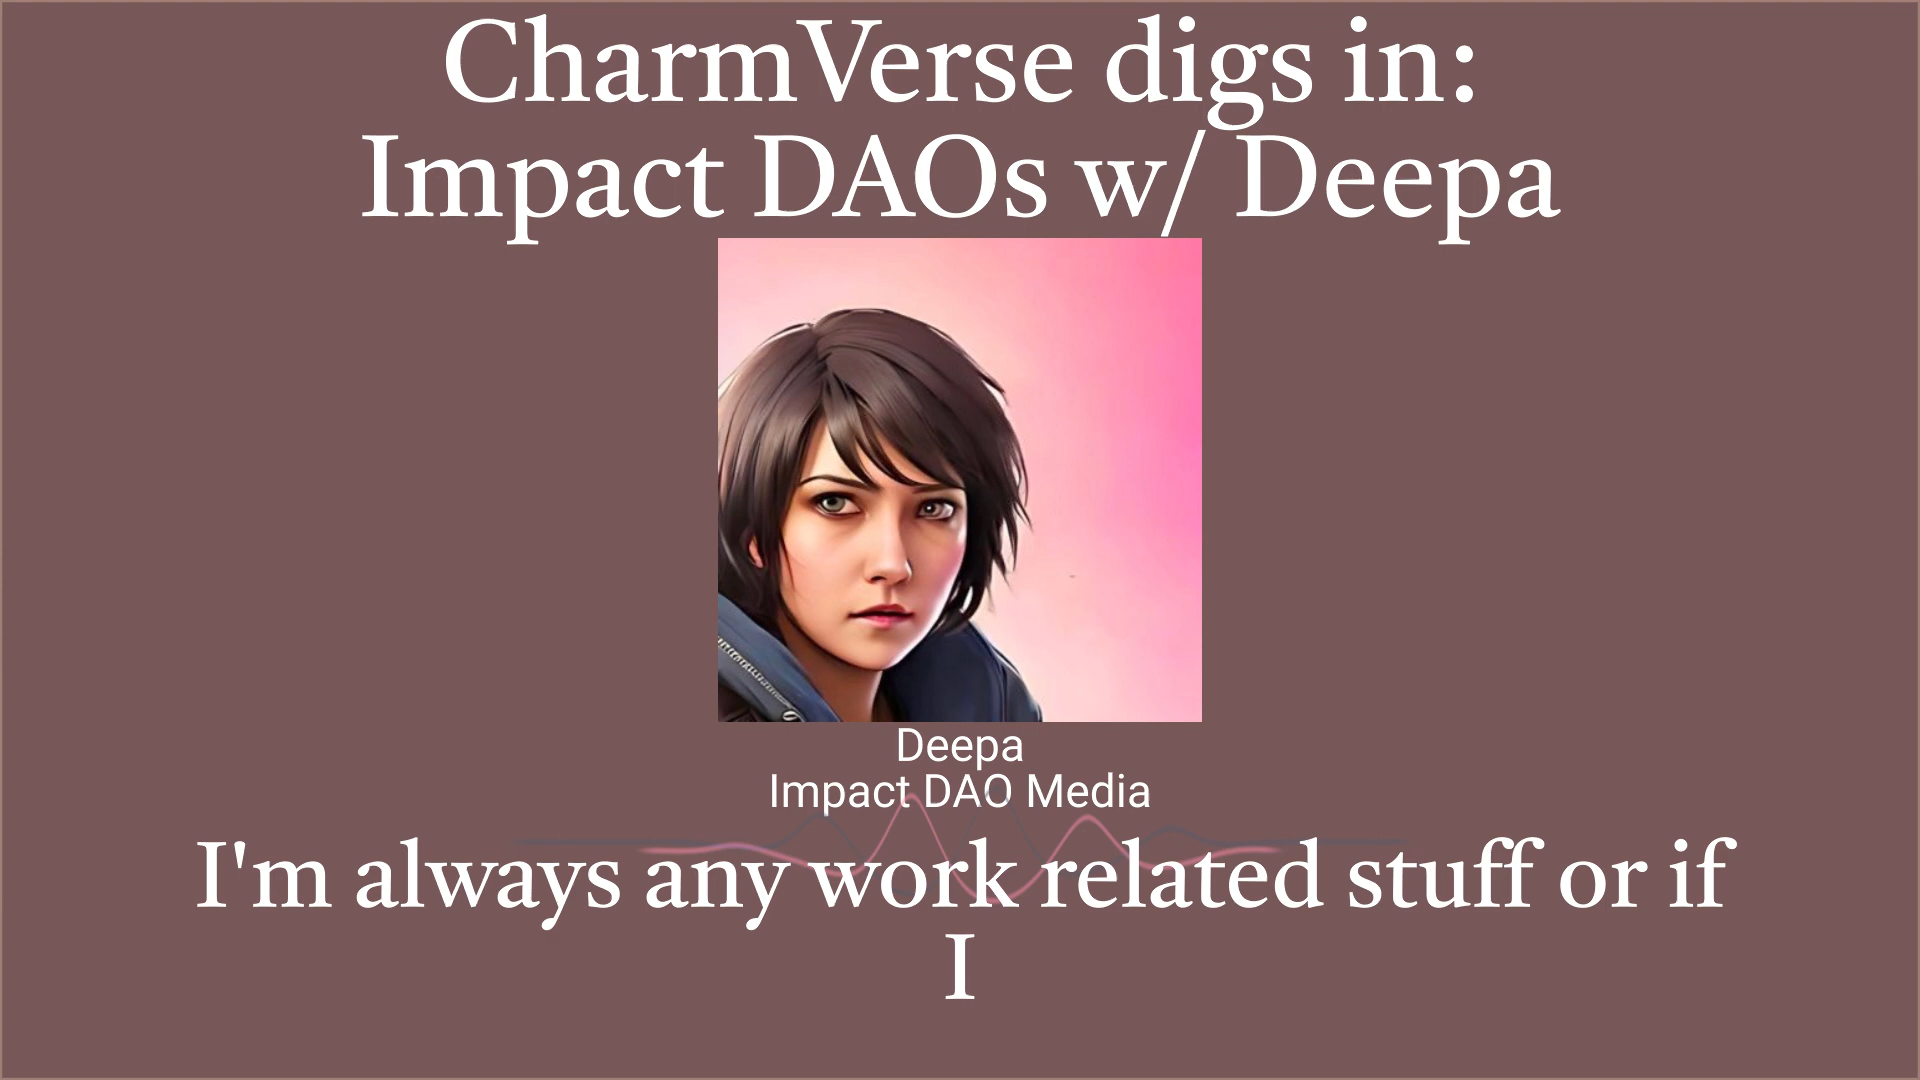 CharmVerse digs in:
Impact DAOs w/ Deepa
Deepa
Impact DAO Media
I'm always any work related stuff or if
I